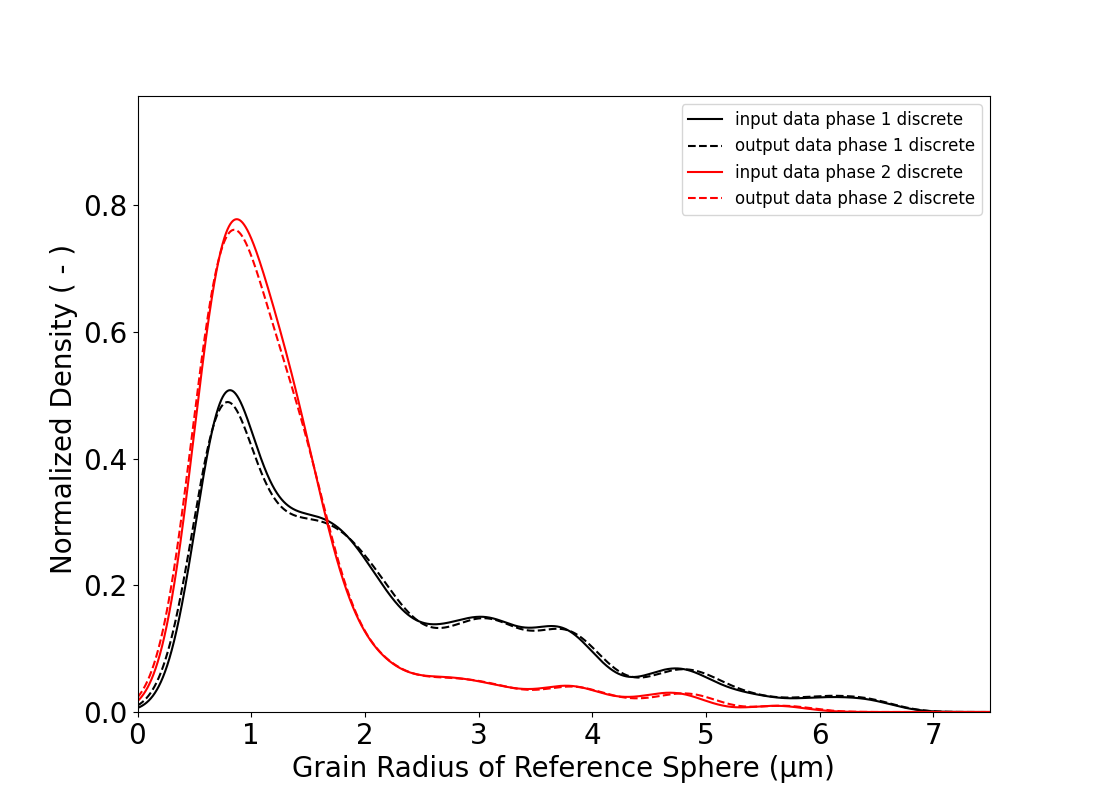 input data phase 1 discrete
output data phase 1 discrete
input data phase 2 discrete
output data phase 2 discrete
0.8
0.6
0.4
0.2
0.0
Normalized Density ( - )
0 1 2 3 4 5 6 7
Grain Radius of Reference Sphere (μm)